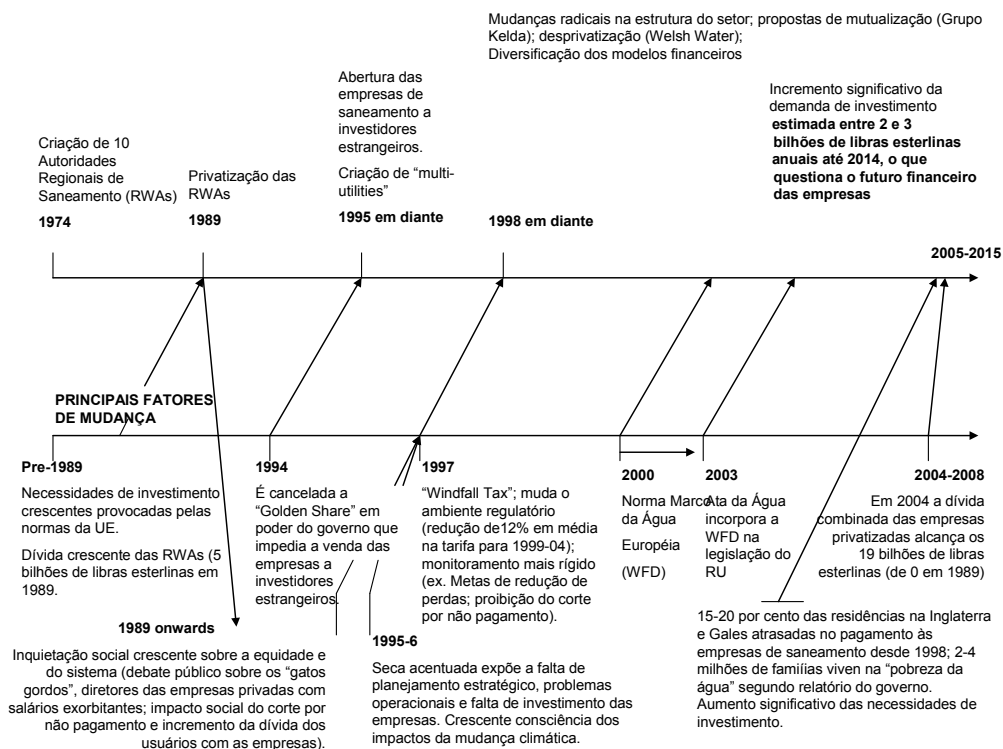 Mudanças radicais na estrutura do setor; propostas de mutualização (Grupo
Kelda); desprivatização (Welsh Water);
Diversificação dos modelos financeiros
Criação de 10
Autoridades
Regionais de
Saneamento (RWAs)
1974
Privatização das
RWAs
1989
Abertura das
empresas de
saneamento a
investidores
estrangeiros.
Criação de “multi-
utilities”
1995 em diante
1998 em diante
Incremento significativo da
demanda de investimento
estimada entre 2 e 3
bilhões de libras esterlinas
anuais até 2014, o que
questiona o futuro financeiro
das empresas
2005-2015
PRINCIPAIS FATORES
DE MUDANÇA
Pre-1989
Necessidades de investimento
crescentes provocadas pelas
normas da UE.
Dívida crescente das RWAs (5
bilhões de libras esterlinas em
1989.
1989 onwards
Inquietação social crescente sobre a equidade e
do sistema (debate público sobre os “gatos
gordos”, diretores das empresas privadas com
salários exorbitantes; impacto social do corte por
não pagamento e incremento da dívida dos
usuários com as empresas).
1994
É cancelada a
“Golden Share” em
poder do governo que
impedia a venda das
empresas a
investidores
estrangeiros.
1995-6
Seca acentuada expõe a falta de
planejamento estratégico, problemas
operacionais e falta de investimento das
empresas. Crescente consciência dos
impactos da mudança climática.
1997
“Windfall Tax”; muda o
ambiente regulatório
(redução de12% em média
na tarifa para 1999-04);
monitoramento mais rígido
(ex. Metas de redução de
perdas; proibição do corte
por não pagamento).
2000
Norma Marco
da Água
Européia
(WFD)
2003
Ata da Água
incorpora a
WFD na
legislação do
RU
2004-2008
Em 2004 a dívida
combinada das empresas
privatizadas alcança os
19 bilhões de libras
esterlinas (de 0 em 1989)
15-20 por cento das residências na Inglaterra
e Gales atrasadas no pagamento às
empresas de saneamento desde 1998; 2-4
milhões de famiílias viven na “pobreza da
água” segundo relatório do governo.
Aumento significativo das necessidades de
investimento.